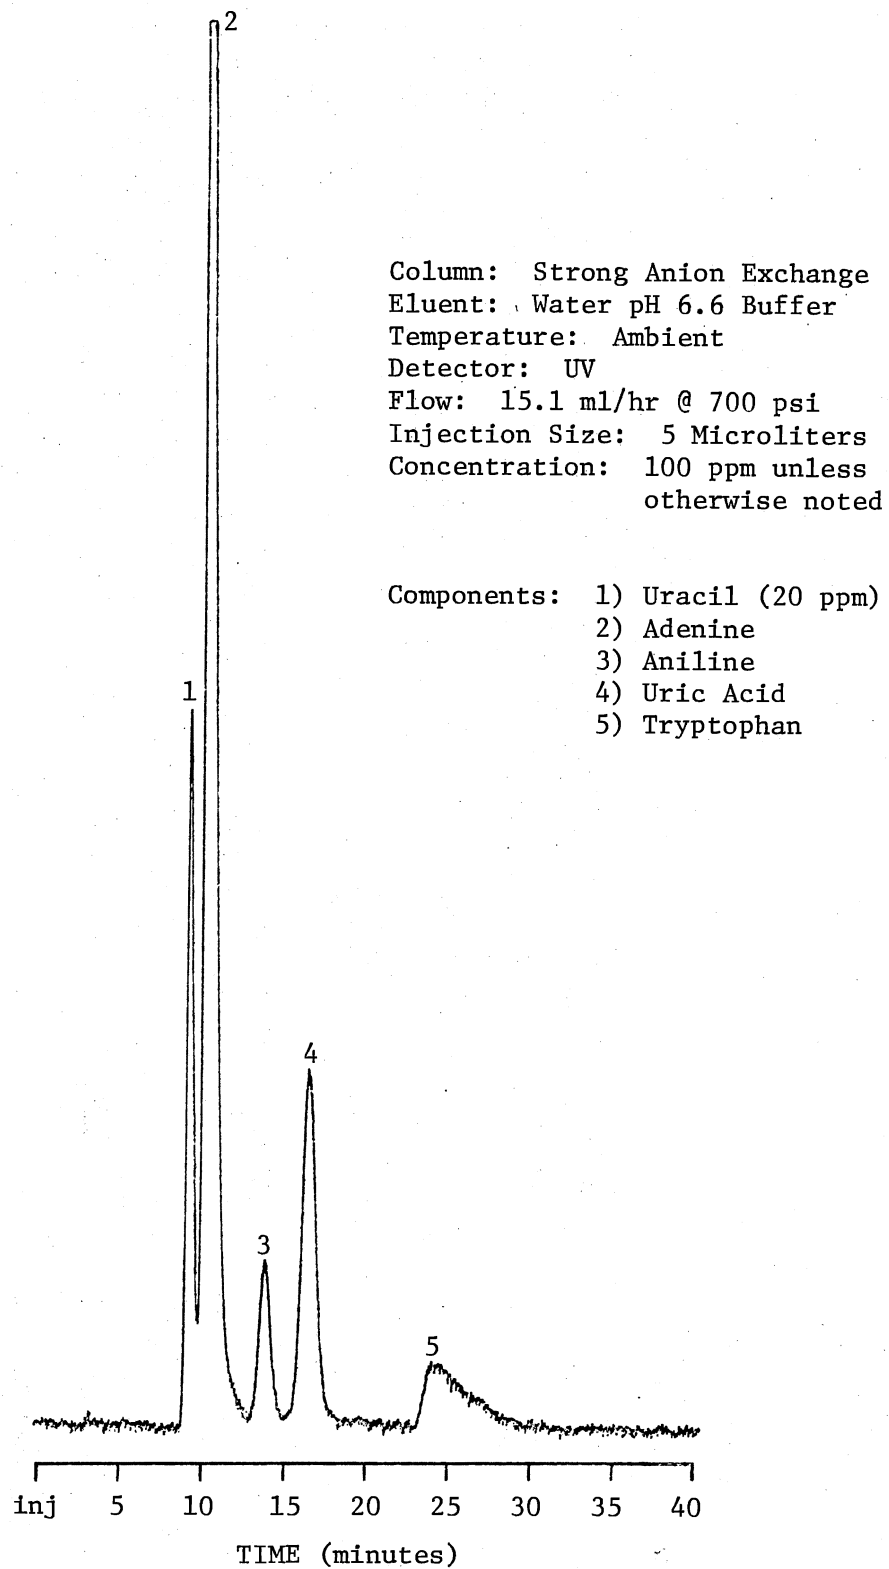 2
Column: Strong Anion Exchange
Eluent: Water pH 6.6 Buffer
Temperature: Ambient
Detector: UV
Flow: 15.1 ml/hr @ 700 psi
Injection Size: 5 Microliters
Concentration: 100 ppm unless
otherwise noted
Components: 1) Uracil (20 ppm)
2) Adenine
3) Aniline
4) Uric Acid
5) Tryptophan
1
4
3
5
inj 5 10 15 20 25 30 35 40
TIME (minutes)